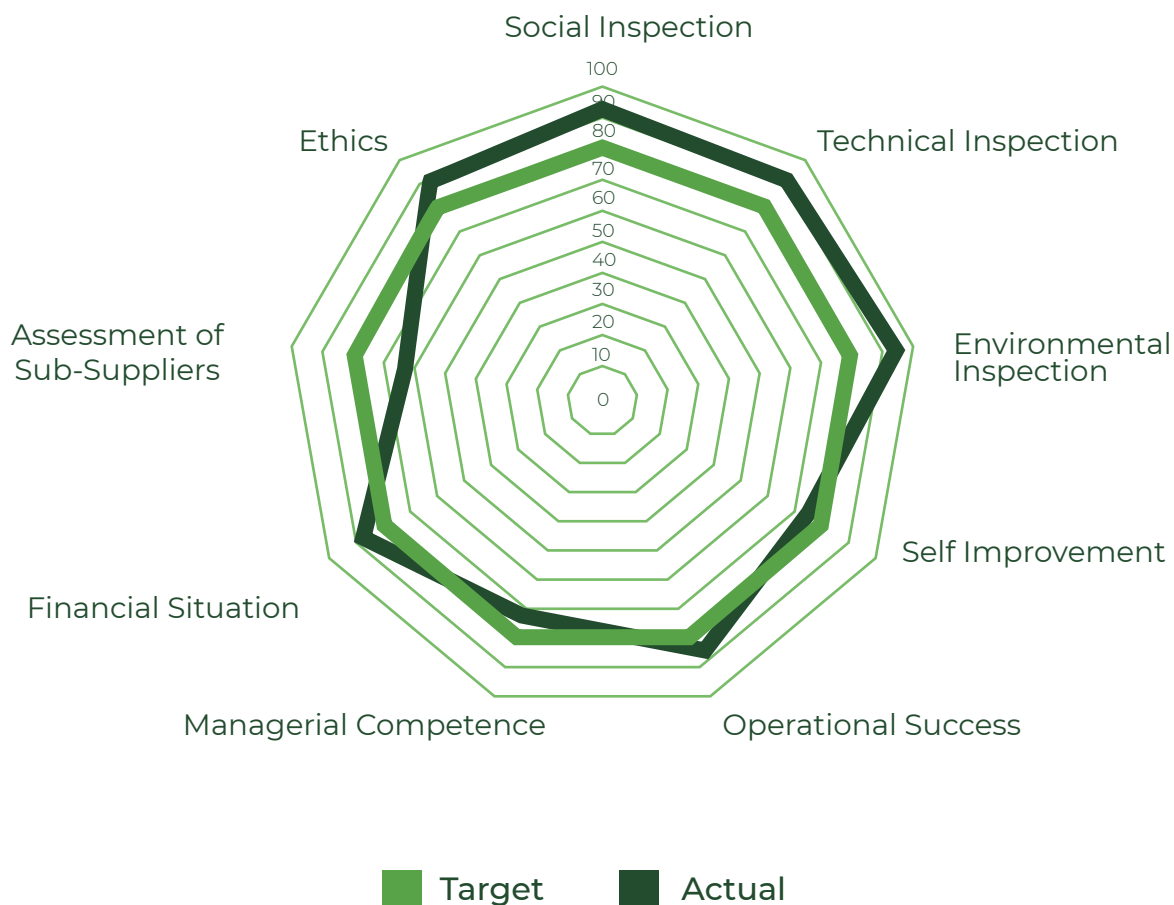 Social Inspection
100
90
80
70
60
50
40
30
20
10
0
Ethics
Technical Inspection
Assessment of
Sub-Suppliers
Environmental
Inspection
Self Improvement
Financial Situation
Managerial Competence
Operational Success
Target
Actual